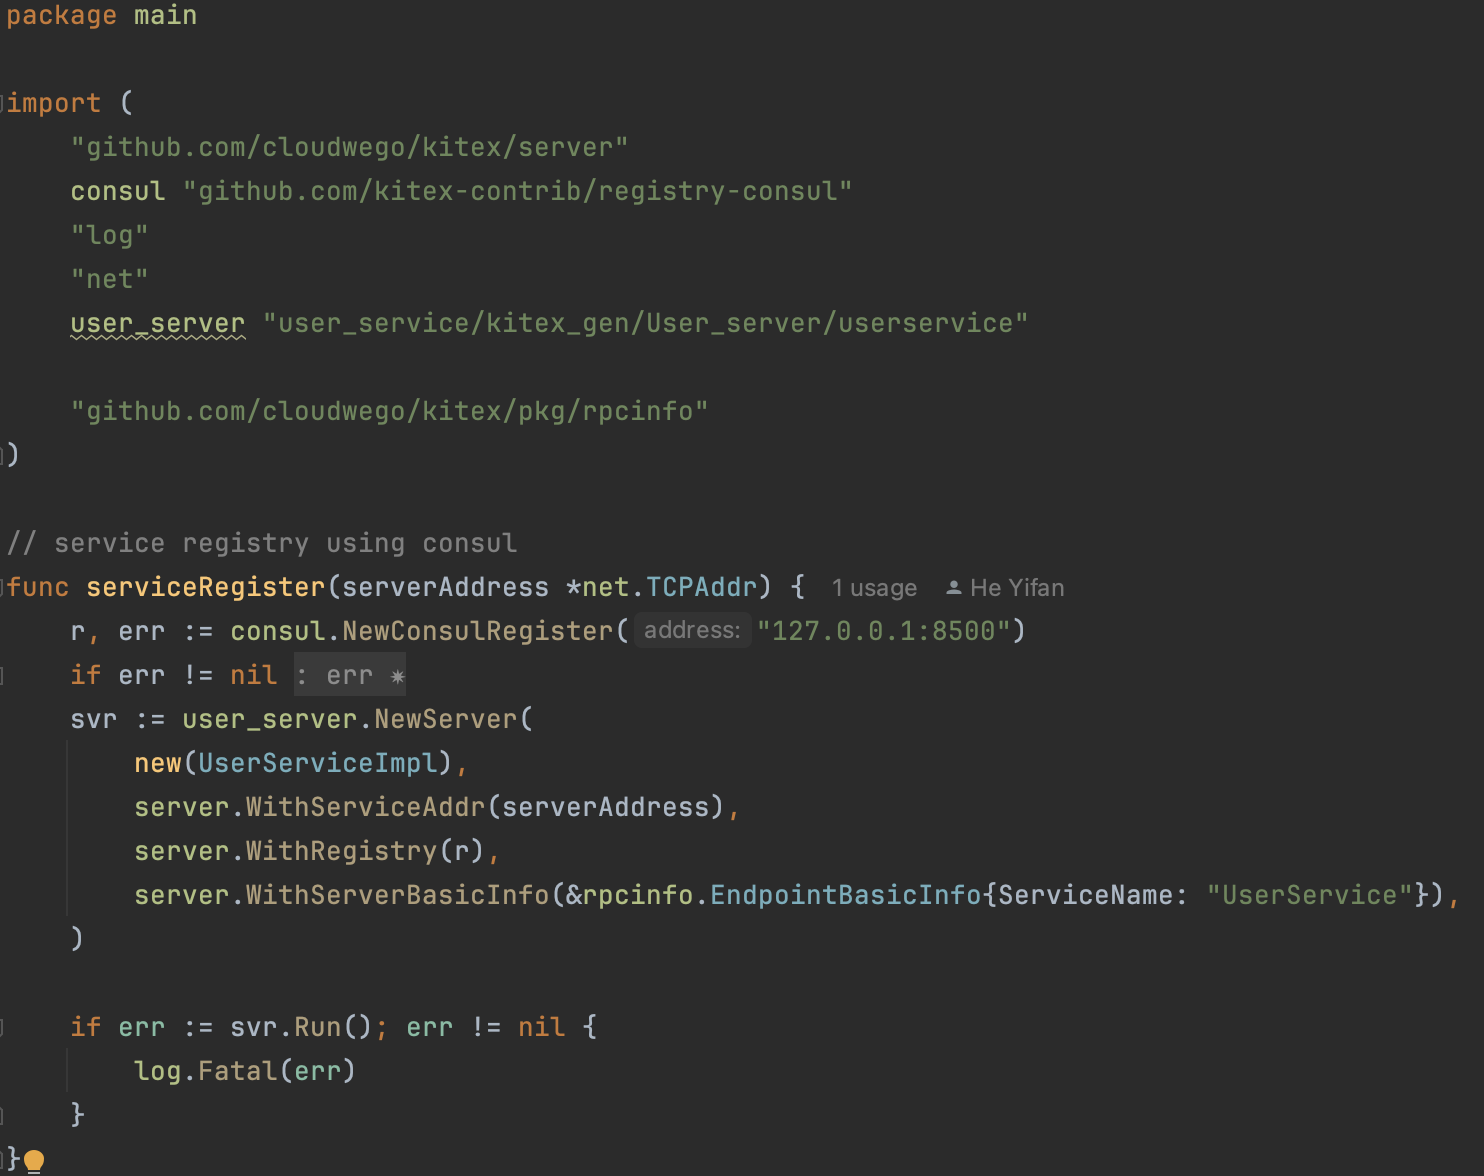 package main
import (
"github.com/cloudwego/kitex/server"
consul "github.com/kitex-contrib/registry-consul"
"log"
"net"
user_server "user_service/kitex_gen/User_server/userservice"
"github.com/cloudwego/kitex/pkg/rpcinfo"
)
// service registry using consul
func serviceRegister(serverAddress *net.TCPAddr) { 1 usage He Yifan
r, err := consul.NewConsulRegister( address: "127.0.0.1:8500")
if err != nil : err ✷
svr := user_server.NewServer(
new(UserServiceImpl),
server.WithServiceAddr(serverAddress),
server.WithRegistry(r),
server.WithServerBasicInfo(&rpcinfo.EndpointBasicInfo{ServiceName: "UserService"}),
)
if err := svr.Run(); err != nil {
log.Fatal(err)
}
}